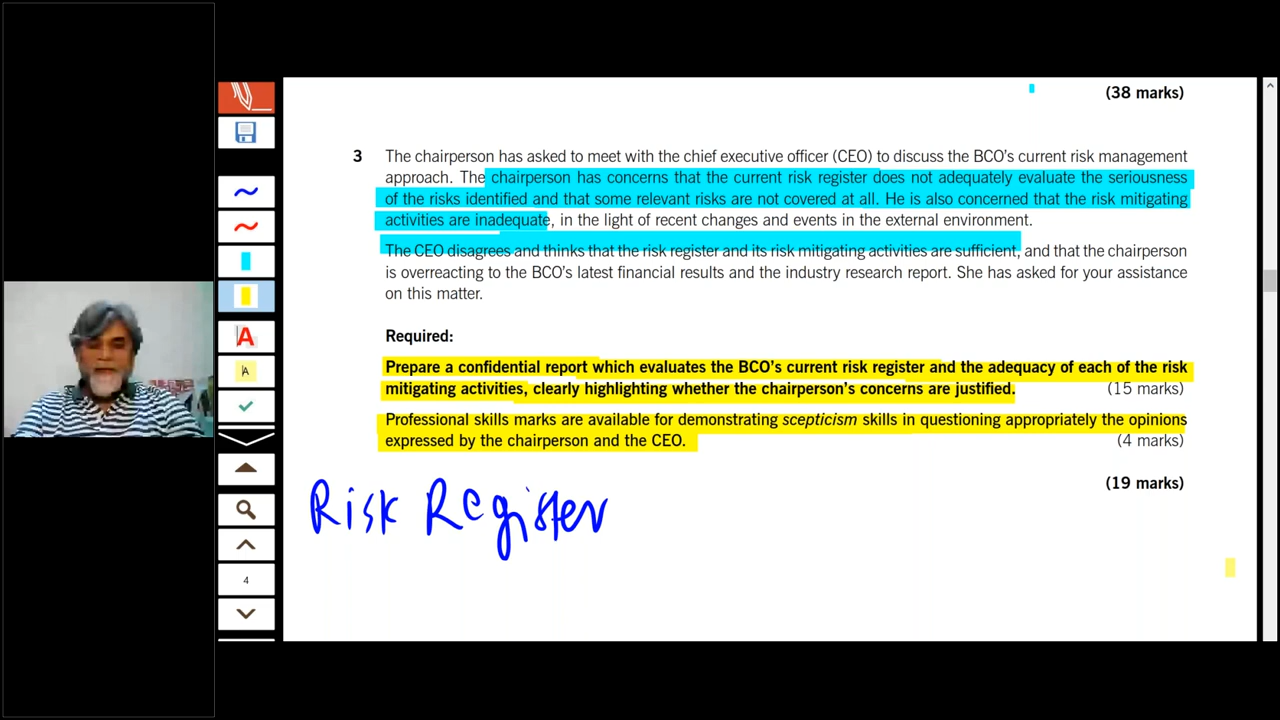 (38 marks)
3 The chairperson has asked to meet with the chief executive officer (CEO) to discuss the BCO's current risk management
approach. The chairperson has concerns that the current risk register does not adequately evaluate the seriousness
of the risks identified and that some relevant risks are not covered at all. He is also concerned that the risk mitigating
activities are inadequate, in the light of recent changes and events in the external environment.
The CEO disagrees and thinks that the risk register and its risk mitigating activities are sufficient, and that the chairperson
is overreacting to the BCO's latest financial results and the industry research report. She has asked for your assistance
on this matter.
Required:
Prepare a confidential report which evaluates the BCO's current risk register and the adequacy of each of the risk
mitigating activities, clearly highlighting whether the chairperson's concerns are justified. (15 marks)
Professional skills marks are available for demonstrating scepticism skills in questioning appropriately the opinions
expressed by the chairperson and the CEO. (4 marks)
(19 marks)
Risk Register
A
A
4